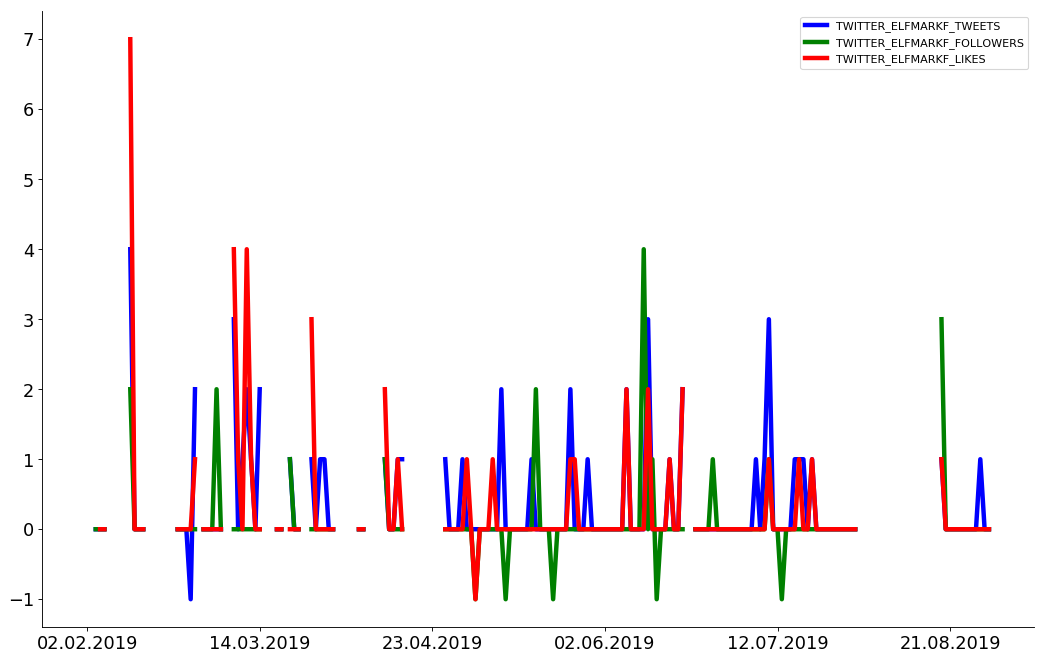 TWITTER_ELFMARKF_TWEETS
TWITTER_ELFMARKF_FOLLOWERS
TWITTER_ELFMARKF_LIKES
7
6
5
4
3
2
1
0
−1
02.02.2019 14.03.2019 23.04.2019 02.06.2019 12.07.2019 21.08.2019